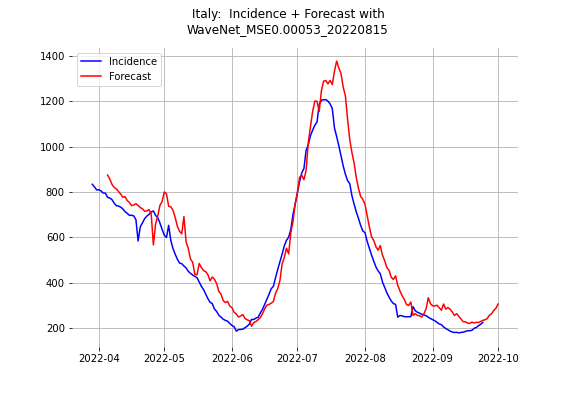 Italy:  Incidence + Forecast with
WaveNet_MSE0.00053_20220815
Incidence
Forecast
1400
1200
1000
800
600
400
200
2022-04 2022-05 2022-06 2022-07 2022-08 2022-09 2022-10